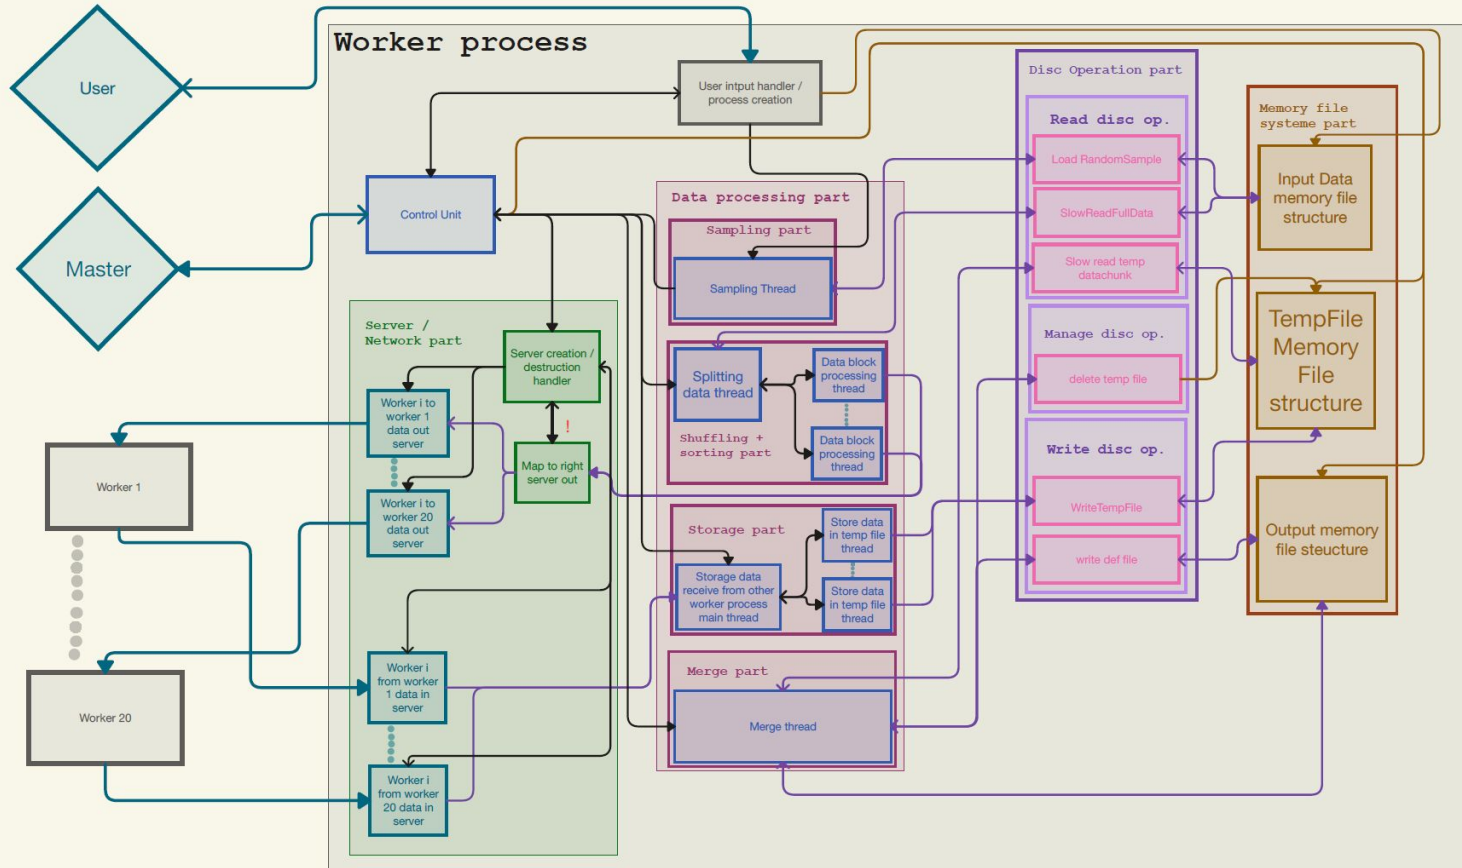 Worker process
User
User intput handler /
process creation
Disc Operation part
Read disc op.
Load RandomSample
SlowReadFullData
Slow read temp
datachunk
Manage disc op.
delete temp file
Write disc op.
WriteTempFile
write def file
Memory file
systeme part
Input Data
memory file
structure
TempFile
Memory
File
structure
Output memory
file steucture
Master
Control Unit
Data processing part
Sampling part
Sampling Thread
Splitting
data thread
Data block
processing
thread
Data block
processing
thread
Shuffling +
sorting part
Storage part
Storage data
receive from other
worker process
main thread
Store data
in temp file
thread
Store data
in temp file
thread
Merge part
Merge thread
Server /
Network part
Server creation /
destruction
handler
!
Map to right
server out
Worker i to
worker 1
data out
server
Worker i to
worker 20
data out
server
Worker i
from worker
1 data in
server
Worker i
from worker
20 data in
server
Worker 1
Worker 20